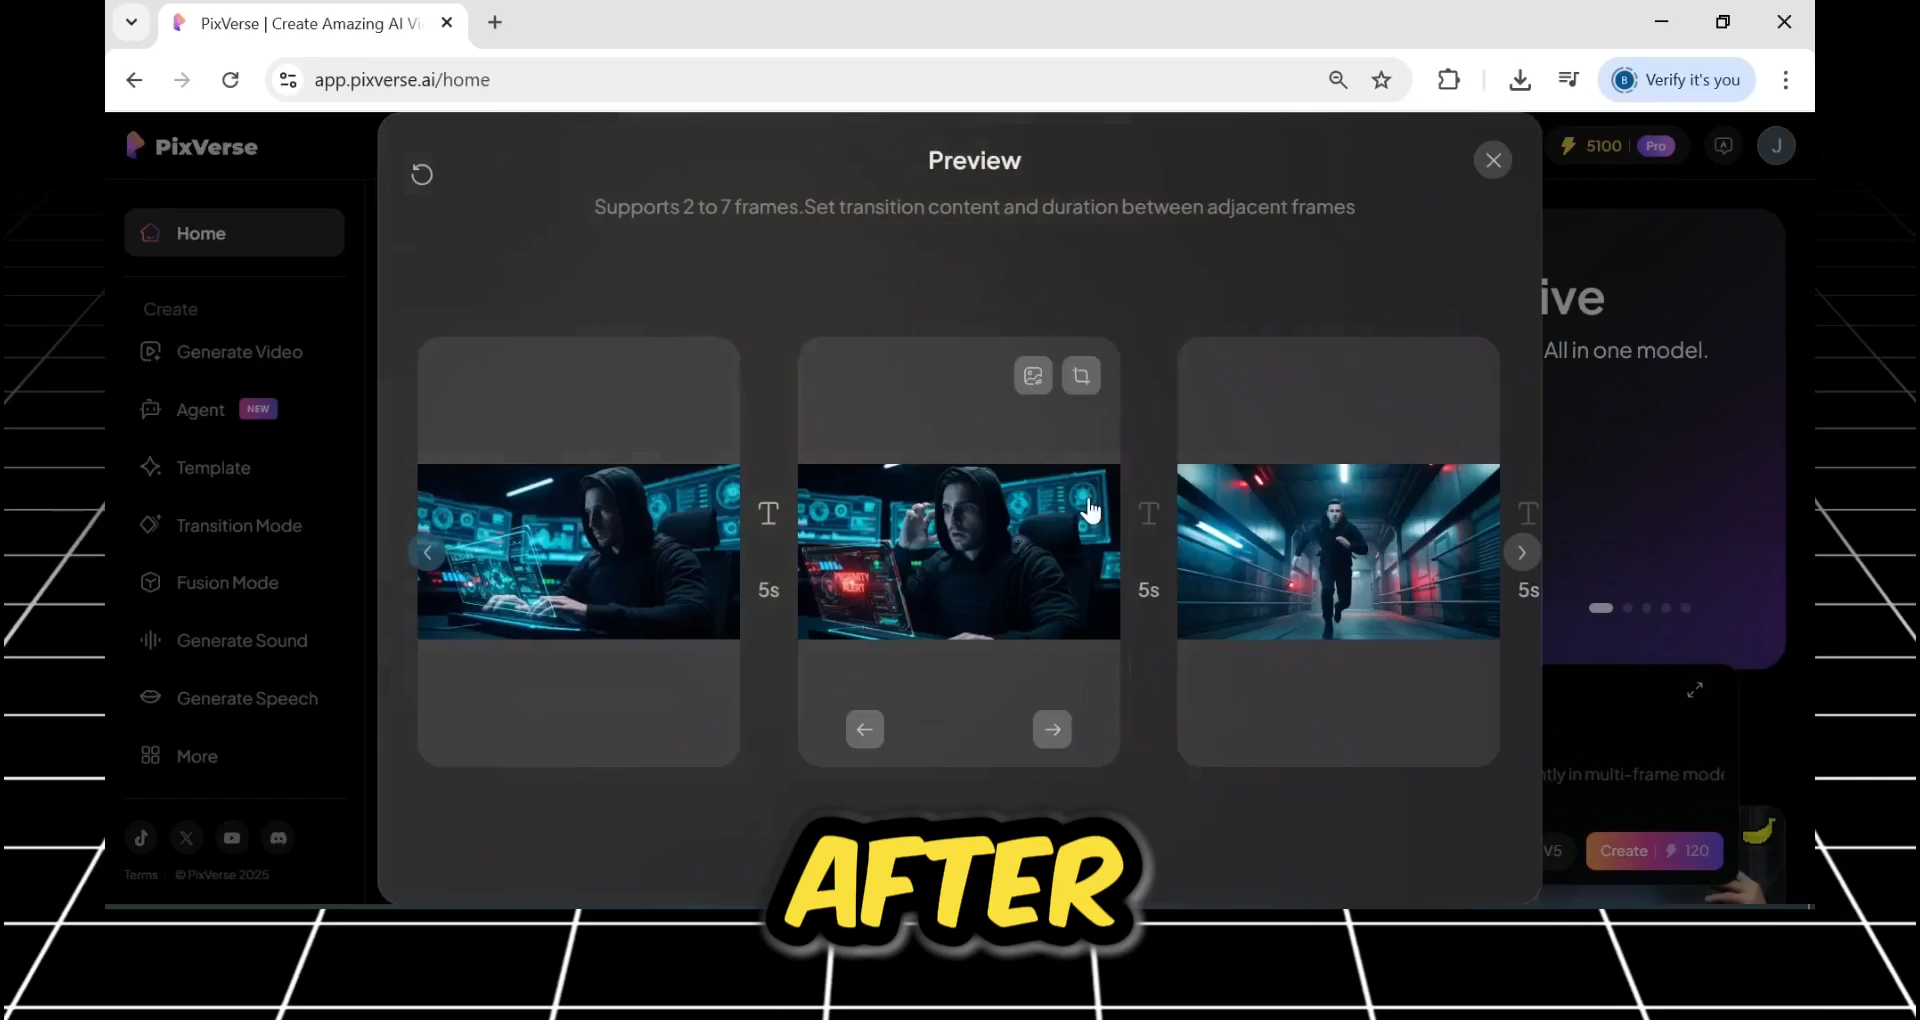 PixVerse | Create Amazing AI Vi
app.pixverse.ai/home
B
Verify it's you
PixVerse
Home
Create
Generate Video
Agent NEW
Template
Transition Mode
Fusion Mode
Generate Sound
Generate Speech
More
Terms © PixVerse 2025
Preview
Supports 2 to 7 frames.Set transition content and duration between adjacent frames
T
5s
PROXIMITY
ALERT
T
5s
T
5s
5100 | Pro
J
ive
All in one model.
ntly in multi-frame mode
V5
Create | 120
AFTER